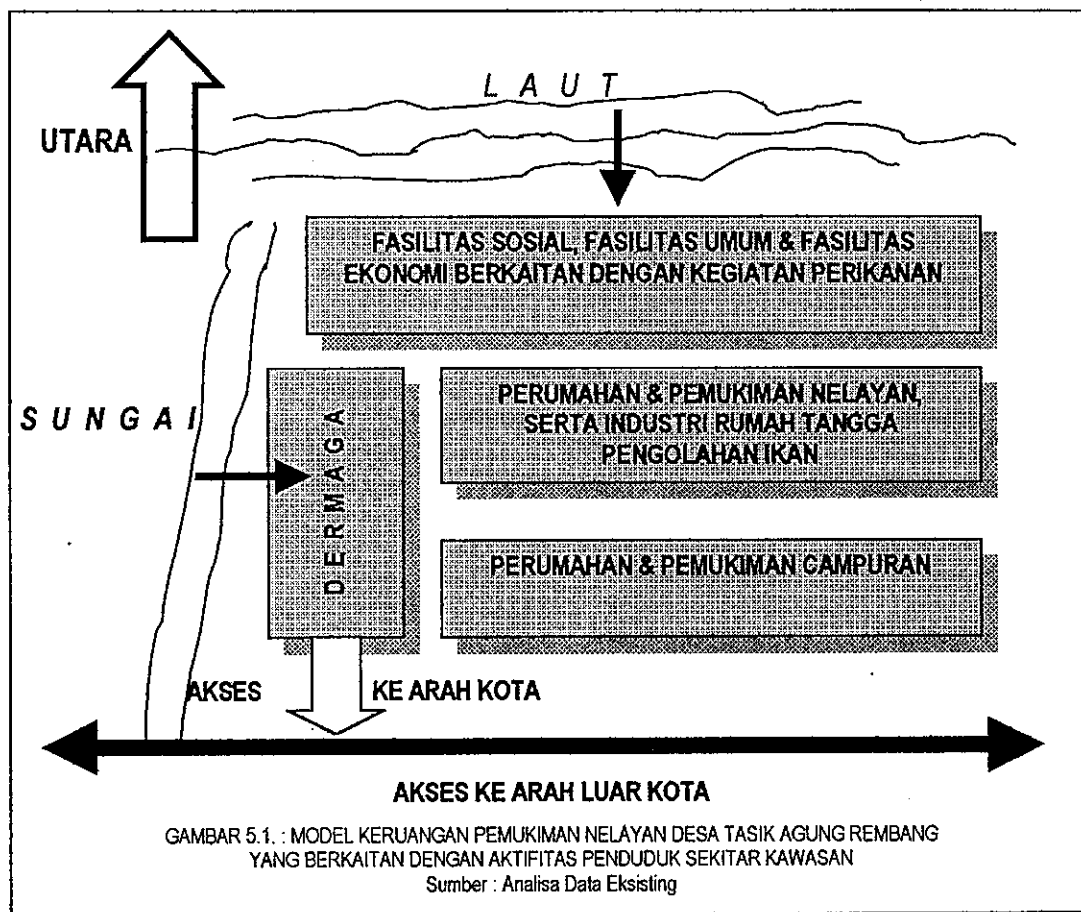 L A U T
UTARA
FASILITAS SOSIAL, FASILITAS UMUM & FASILITAS
EKONOMI BERKAITAN DENGAN KEGIATAN PERIKANAN
S U N G A I
DERMAGA
PERUMAHAN & PEMUKIMAN NELAYAN,
SERTA INDUSTRI RUMAH TANGGA
PENGOLAHAN IKAN
PERUMAHAN & PEMUKIMAN CAMPURAN
AKSES KE ARAH KOTA
AKSES KE ARAH LUAR KOTA
GAMBAR 5.1. : MODEL KERUANGAN PEMUKIMAN NELAYAN DESA TASIK AGUNG REMBANG
YANG BERKAITAN DENGAN AKTIFITAS PENDUDUK SEKITAR KAWASAN
Sumber : Analisa Data Eksisting